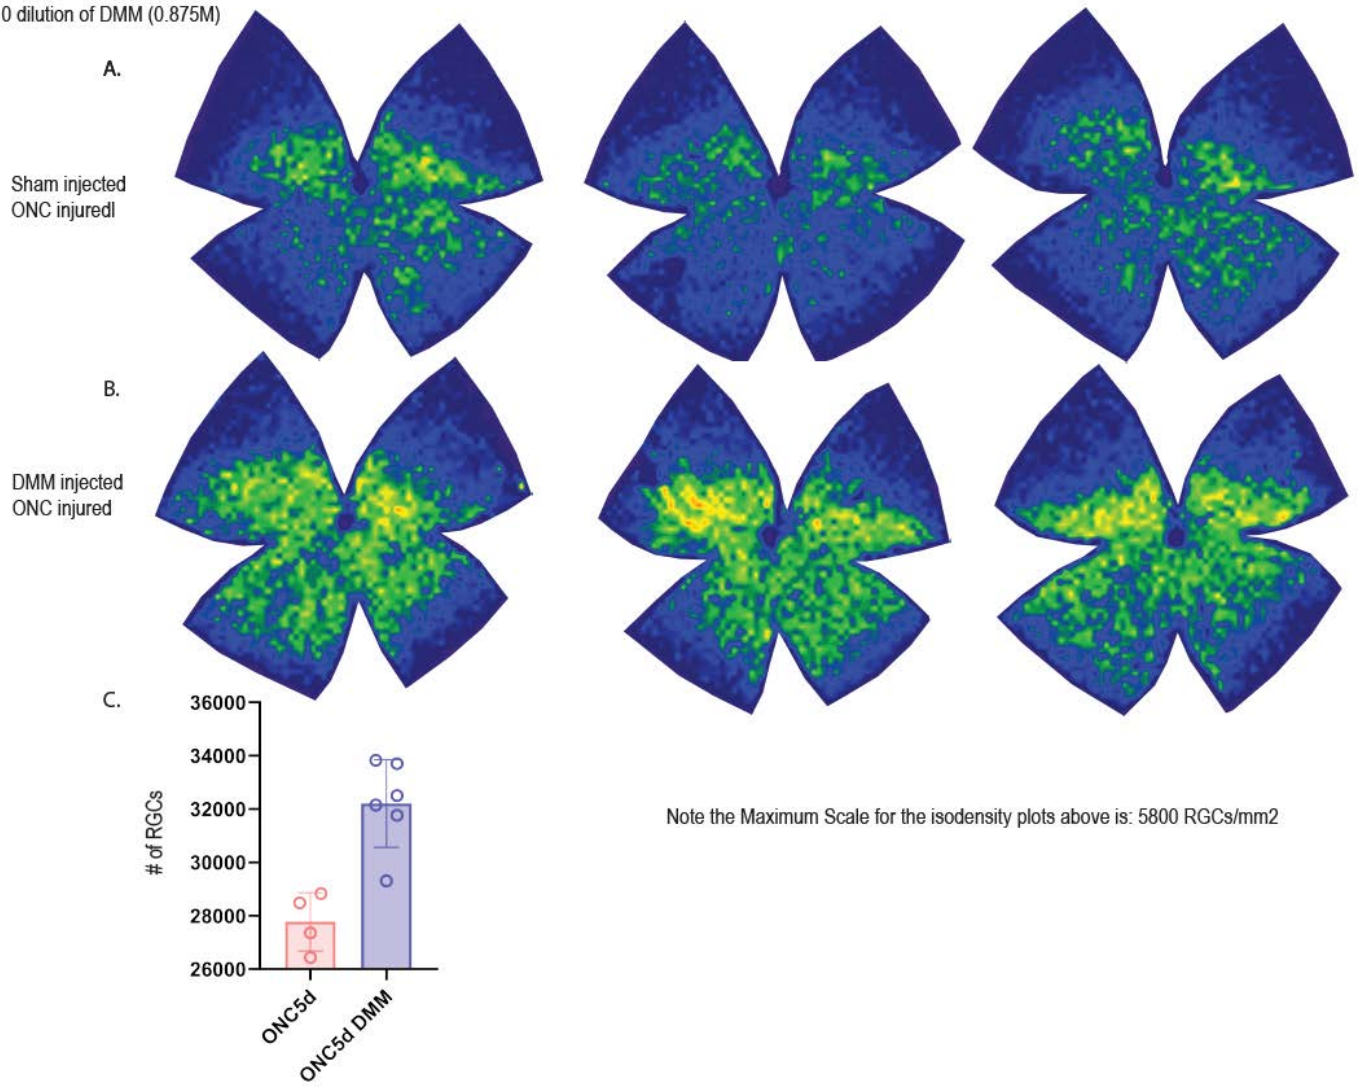 0 dilution of DMM (0.875M)
A.
Sham injected
ONC injuredl
B.
DMM injected
ONC injured
C.
36000
34000
32000
30000
28000
26000
# of RGCs
ONC5d
ONC5d DMM
Note the Maximum Scale for the isodensity plots above is: 5800 RGCs/mm2